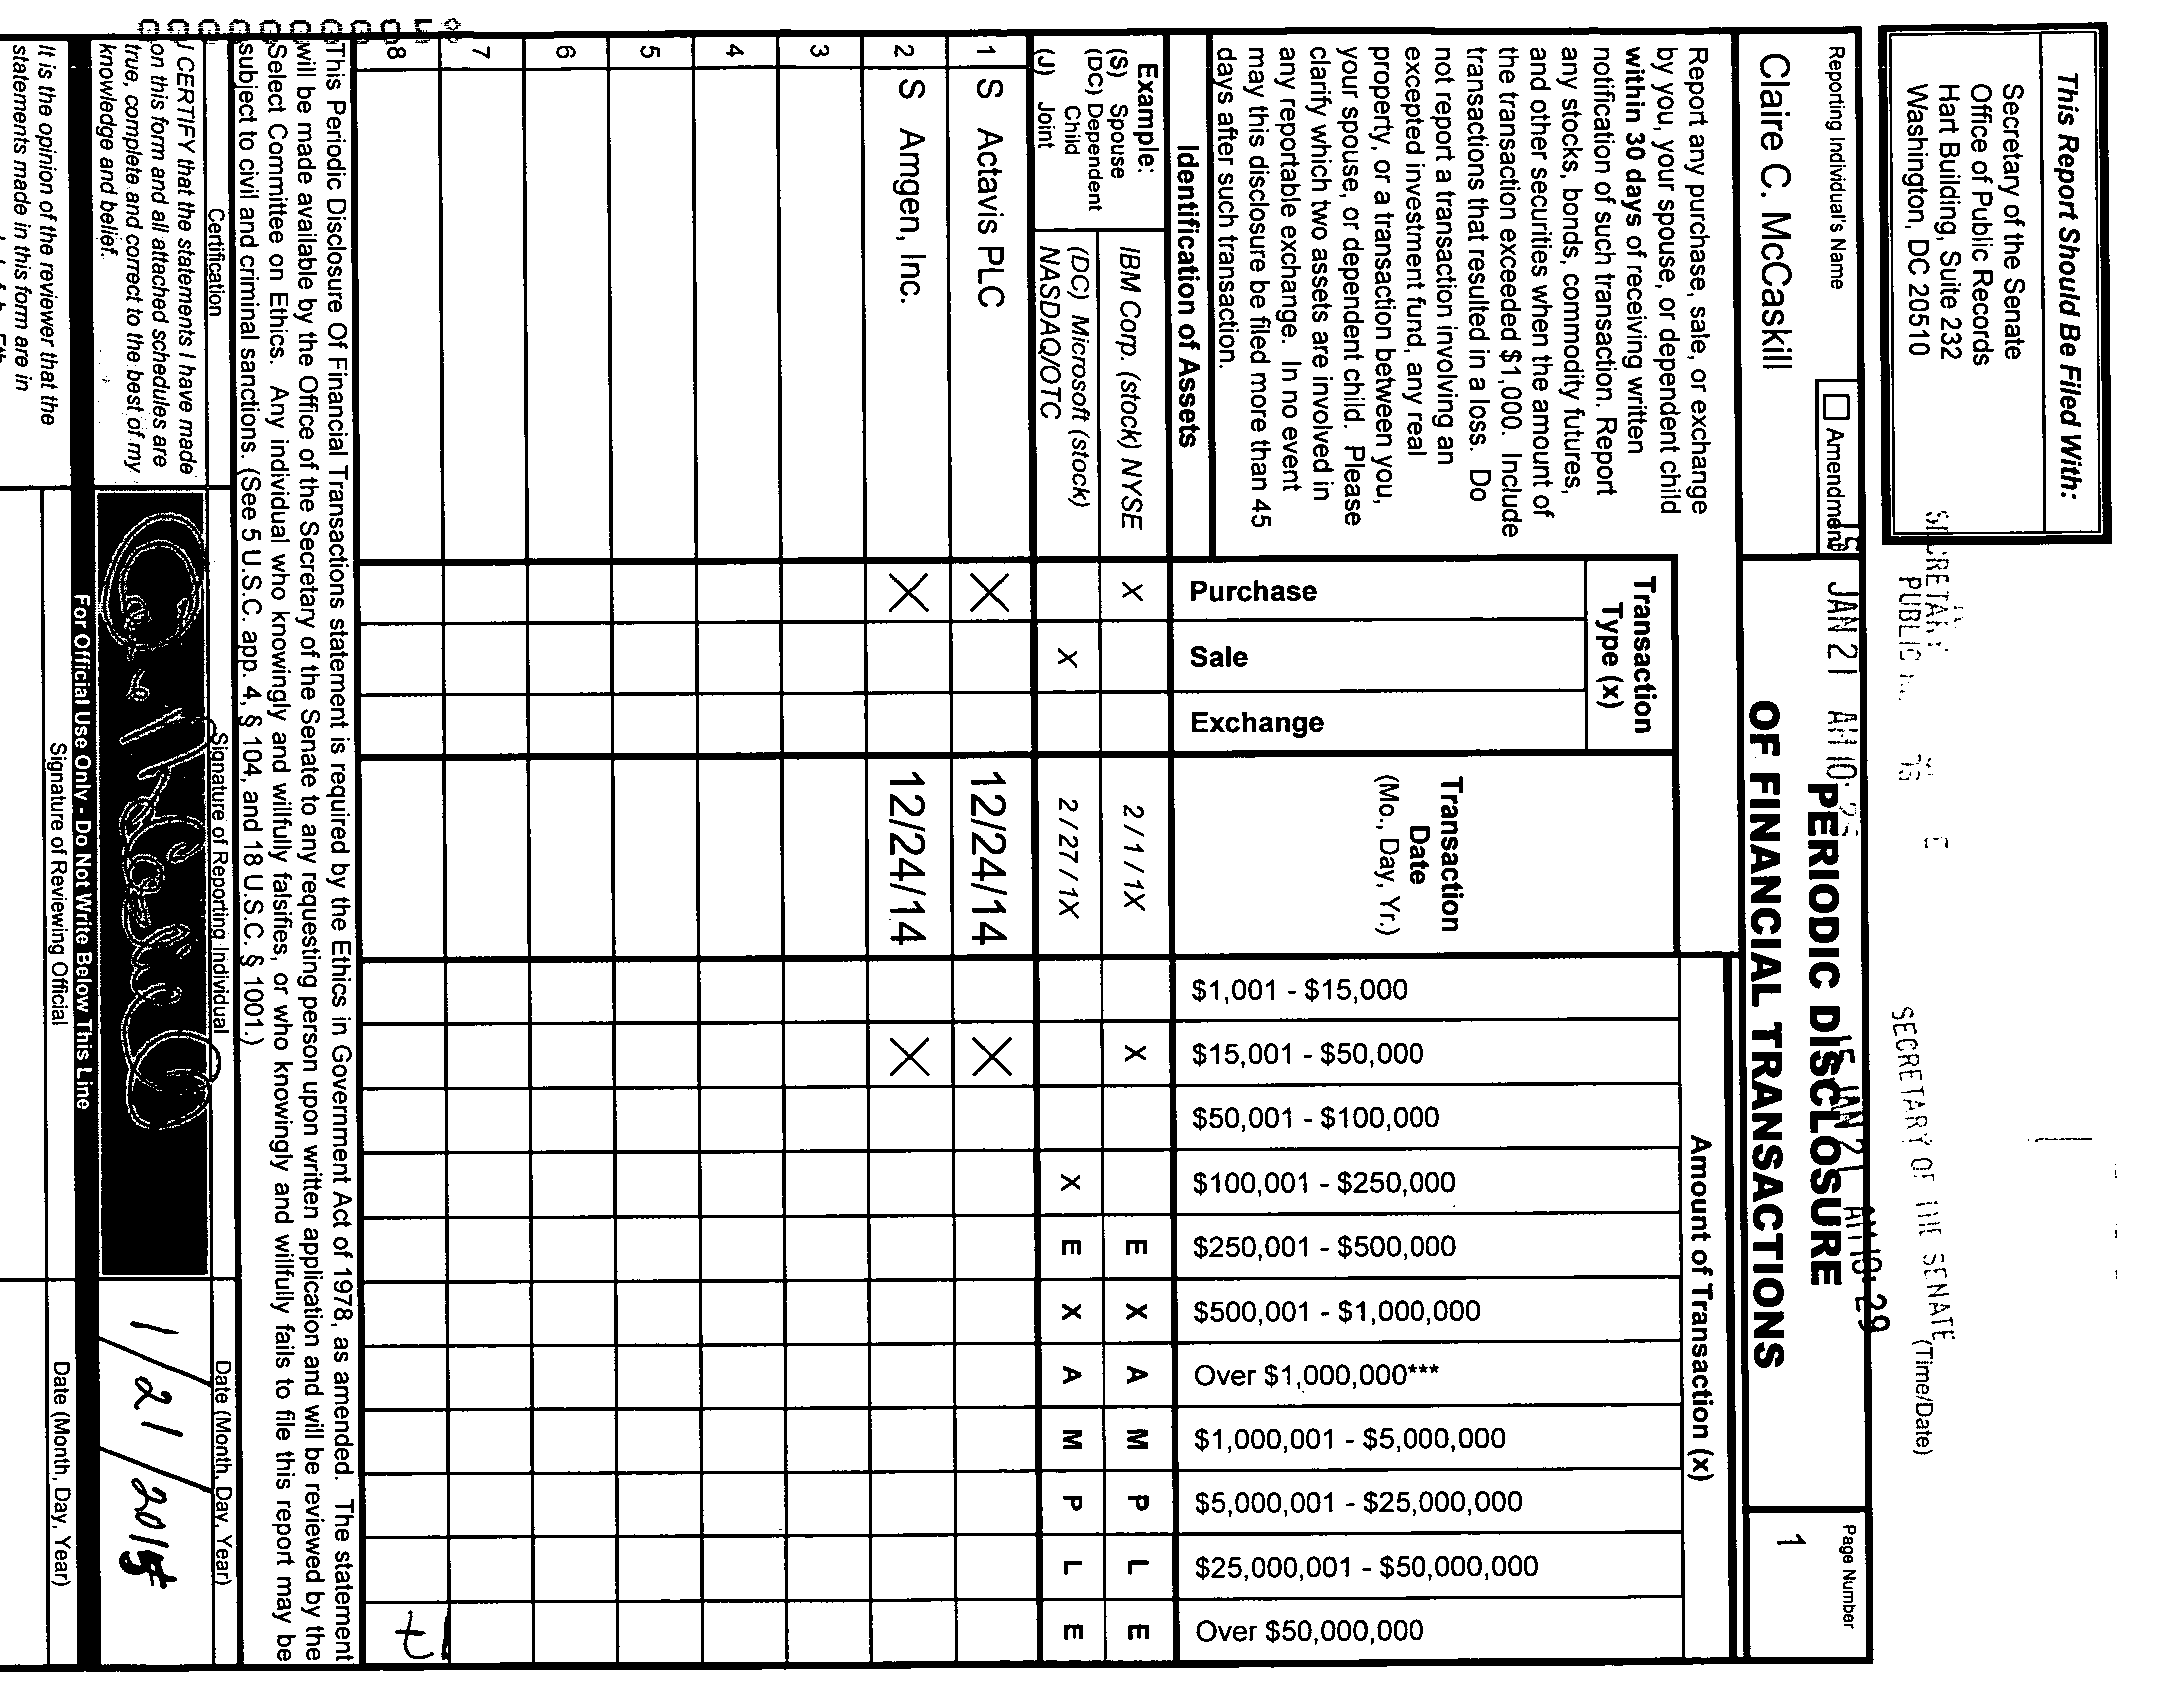 This Report Should Be Filed With:
Secretary of the Senate
Office of Public Records
Hart Building, Suite 232
Washington, DC 20510
SECRETARY OF THE SENATE
(Time/Date)
15 JAN 21 AM 10:29
JAN 21 AM 10:
Reporting Individual's Name
Claire C. McCaskill
Amendment
PERIODIC DISCLOSURE
OF FINANCIAL TRANSACTIONS
Page Number
1
Report any purchase, sale, or exchange
by you, your spouse, or dependent child
within 30 days of receiving written
notification of such transaction. Report
any stocks, bonds, commodity futures,
and other securities when the amount of
the transaction exceeded $1,000. Include
transactions that resulted in a loss. Do
not report a transaction involving an
excepted investment fund, any real
property, or a transaction between you,
your spouse, or dependent child. Please
clarify which two assets are involved in
any reportable exchange. In no event
may this disclosure be filed more than 45
days after such transaction.
Identification of Assets
Transaction
Type (x)
Purchase
Sale
Exchange
Transaction
Date
(Mo., Day, Yr.)
Amount of Transaction (x)
$1,001 - $15,000
$15,001 - $50,000
$50,001 - $100,000
$100,001 - $250,000
$250,001 - $500,000
$500,001 - $1,000,000
Over $1,000,000***
$1,000,001 - $5,000,000
$5,000,001 - $25,000,000
$25,000,001 - $50,000,000
Over $50,000,000
Example:
(S) Spouse
(DC) Dependent
Child
(J) Joint
IBM Corp. (stock) NYSE X 2 / 1 / 1X X E X A M P L E
(DC) Microsoft (stock)
NASDAQ/OTC X 2 / 27 / 1X X E X A M P L E
1 S Actavis PLC X 12/24/14 X
2 S Amgen, Inc. X 12/24/14 X
3
4
5
6
7
8
This Periodic Disclosure Of Financial Transactions statement is required by the Ethics in Government Act of 1978, as amended. The statement
will be made available by the Office of the Secretary of the Senate to any requesting person upon written application and will be reviewed by the
Select Committee on Ethics. Any individual who knowingly and willfully falsifies, or who knowingly and willfully fails to file this report may be
subject to civil and criminal sanctions. (See 5 U.S.C. app. 4, § 104, and 18 U.S.C. § 1001.)
Certification
Signature of Reporting Individual
Date (Month, Day, Year)
I CERTIFY that the statements I have made
on this form and all attached schedules are
true, complete and correct to the best of my
knowledge and belief.
1/21/2015
For Official Use Only - Do Not Write Below This Line
It is the opinion of the reviewer that the
statements made in this form are in
Signature of Reviewing Official
Date (Month, Day, Year)